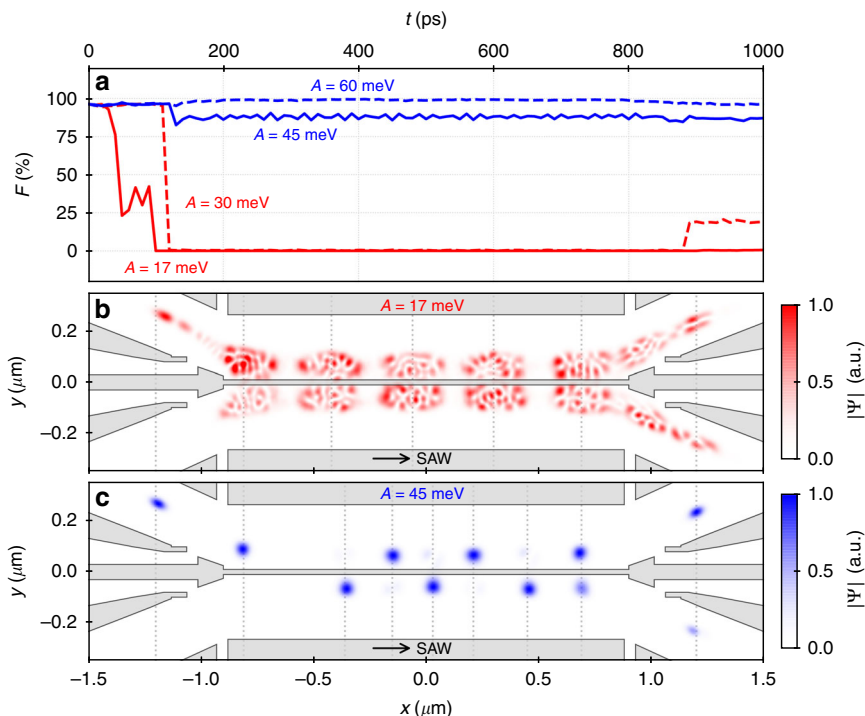 t (ps)
0 200 400 600 800 1000
a
A = 60 meV
A = 45 meV
A = 30 meV
A = 17 meV
F (%)
100
75
50
25
0
b
A = 17 meV
y (μm)
0.2
0.0
−0.2
SAW
1.0
0.5
0.0
|Ψ| (a.u.)
c
A = 45 meV
y (μm)
0.2
0.0
−0.2
SAW
1.0
0.5
0.0
|Ψ| (a.u.)
−1.5 −1.0 −0.5 0.0 0.5 1.0 1.5
x (μm)